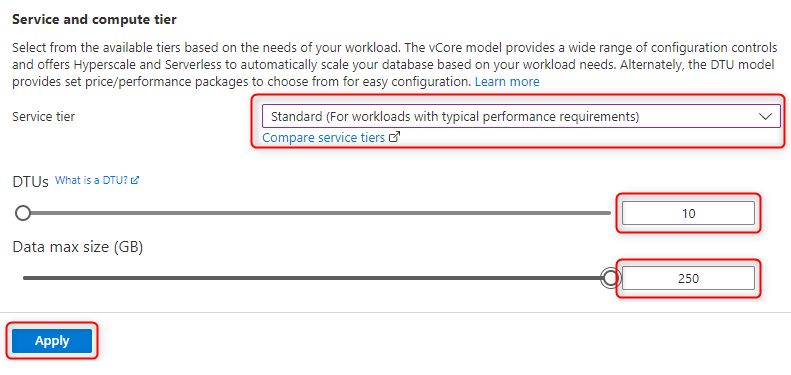 Service and compute tier
Select from the available tiers based on the needs of your workload. The vCore model provides a wide range of configuration controls
and offers Hyperscale and Serverless to automatically scale your database based on your workload needs. Alternately, the DTU model
provides set price/performance packages to choose from for easy configuration. Learn more
Service tier
Standard (For workloads with typical performance requirements)
Compare service tiers
DTUs What is a DTU?
10
Data max size (GB)
250
Apply